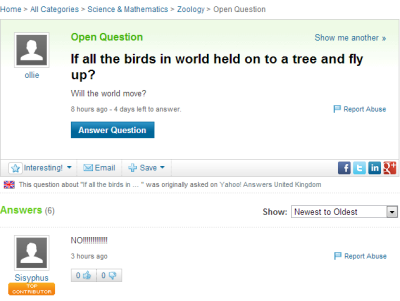 Home > All Categories > Science & Mathematics > Zoology > Open Question
Open Question
Show me another »
ollie
If all the birds in world held on to a tree and fly
up?
Will the world move?
8 hours ago - 4 days left to answer.
Report Abuse
Answer Question
Interesting!
Email
Save
This question about "If all the birds in ... " was originally asked on Yahoo! Answers United Kingdom
Answers (6)
Show: Newest to Oldest
Sisyphus
TOP CONTRIBUTOR
NO!!!!!!!!!!!!!
3 hours ago
Report Abuse
0
0